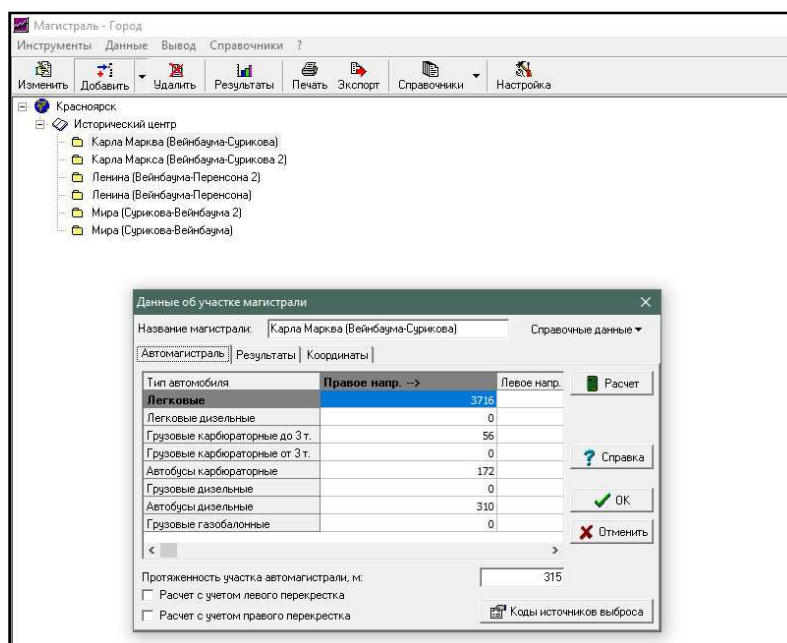 Магистраль - Город
Инструменты Данные Вывод Справочники ?
Изменить Добавить Удалить Результаты Печать Экспорт Справочники Настройка
Красноярск
Исторический центр
Карла Марква (Вейнбаума-Сурикова)
Карла Маркса (Вейнбаума-Сурикова 2)
Ленина (Вейнбаума-Перенсона 2)
Ленина (Вейнбаума-Перенсона)
Мира (Сурикова-Вейнбаума 2)
Мира (Сурикова-Вейнбаума)
Данные об участке магистрали
Название магистрали: Карла Марква (Вейнбаума-Сурикова) Справочные данные
Автомагистраль Результаты Координаты
Тип автомобиля Правое напр. --> Левое напр. Расчет
Легковые 3716
Легковые дизельные 0
Грузовые карбюраторные до 3 т. 56
Грузовые карбюраторные от 3 т. 0 Справка
Автобусы карбюраторные 172
Грузовые дизельные 0
Автобусы дизельные 310 OK
Грузовые газобалонные 0 Отменить
Протяженность участка автомагистрали, м: 315
Расчет с учетом левого перекрестка
Расчет с учетом правого перекрестка Коды источников выброса